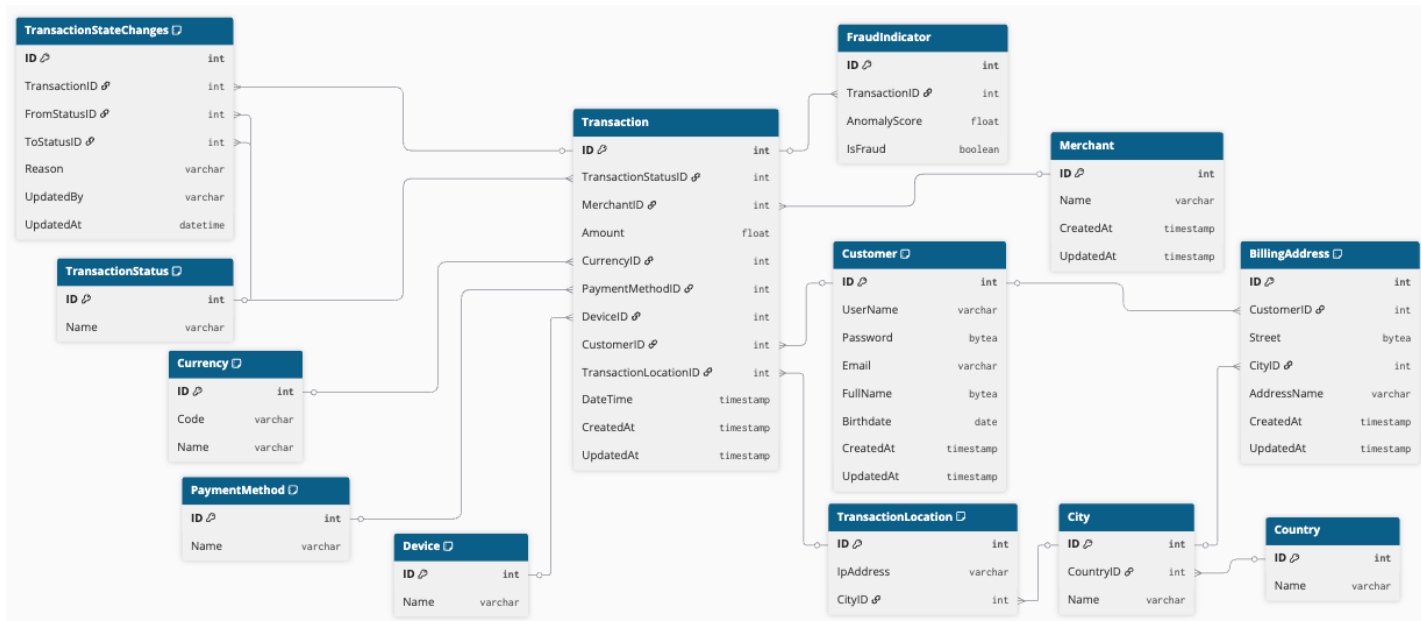 TransactionStateChanges
ID int
TransactionID int
FromStatusID int
ToStatusID int
Reason varchar
UpdatedBy varchar
UpdatedAt datetime
TransactionStatus
ID int
Name varchar
Currency
ID int
Code varchar
Name varchar
PaymentMethod
ID int
Name varchar
Device
ID int
Name varchar
Transaction
ID int
TransactionStatusID int
MerchantID int
Amount float
CurrencyID int
PaymentMethodID int
DeviceID int
CustomerID int
TransactionLocationID int
DateTime timestamp
CreatedAt timestamp
UpdatedAt timestamp
FraudIndicator
ID int
TransactionID int
AnomalyScore float
IsFraud boolean
Merchant
ID int
Name varchar
CreatedAt timestamp
UpdatedAt timestamp
Customer
ID int
UserName varchar
Password bytea
Email varchar
FullName bytea
Birthdate date
CreatedAt timestamp
UpdatedAt timestamp
BillingAddress
ID int
CustomerID int
Street bytea
CityID int
AddressName varchar
CreatedAt timestamp
UpdatedAt timestamp
TransactionLocation
ID int
IpAddress varchar
CityID int
City
ID int
CountryID int
Name varchar
Country
ID int
Name varchar